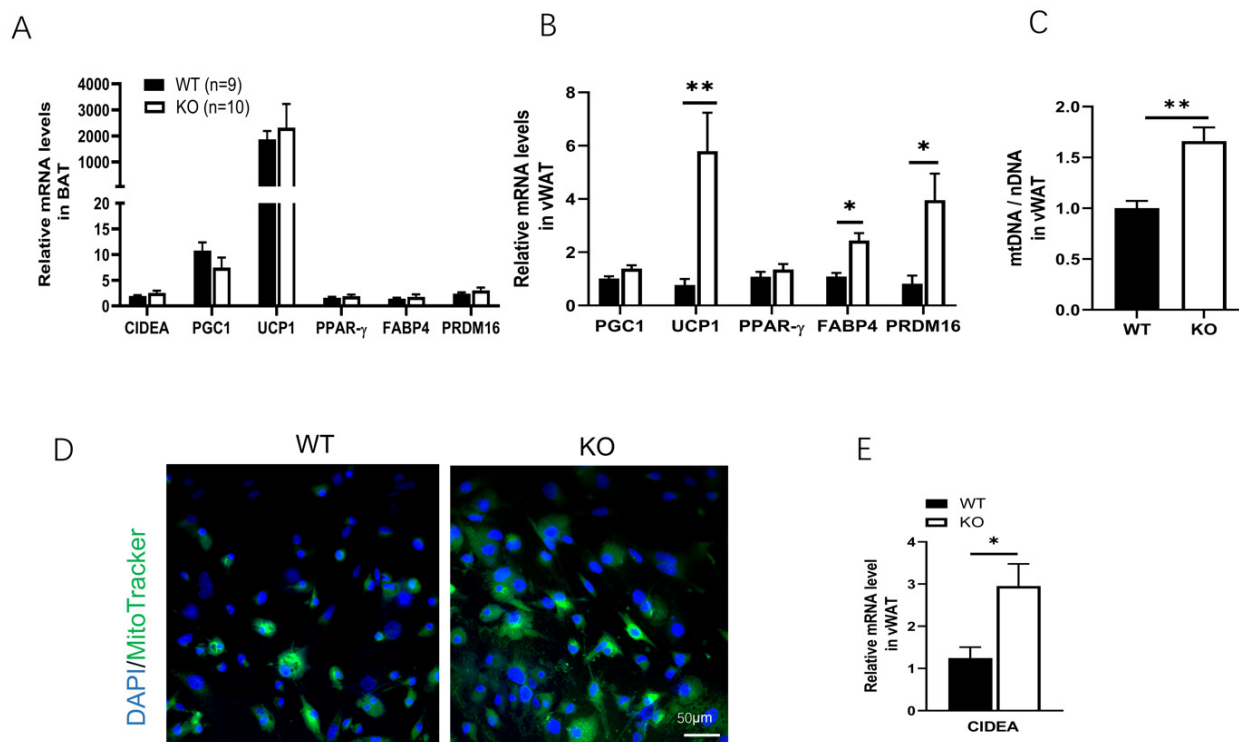 A
Relative mRNA levels
in BAT
4000
3000
2000
1000
20
15
10
5
0
WT (n=9)
KO (n=10)
CIDEA PGC1 UCP1 PPAR-γ FABP4 PRDM16
B
Relative mRNA levels
in vWAT
8
6
4
2
0
**
*
*
PGC1 UCP1 PPAR-γ FABP4 PRDM16
C
mtDNA / nDNA
in vWAT
2.0
1.5
1.0
0.5
0.0
**
WT KO
D
WT KO
DAPI/MitoTracker
50μm
E
WT
KO
Relative mRNA level
in vWAT
4
3
2
1
0
*
CIDEA